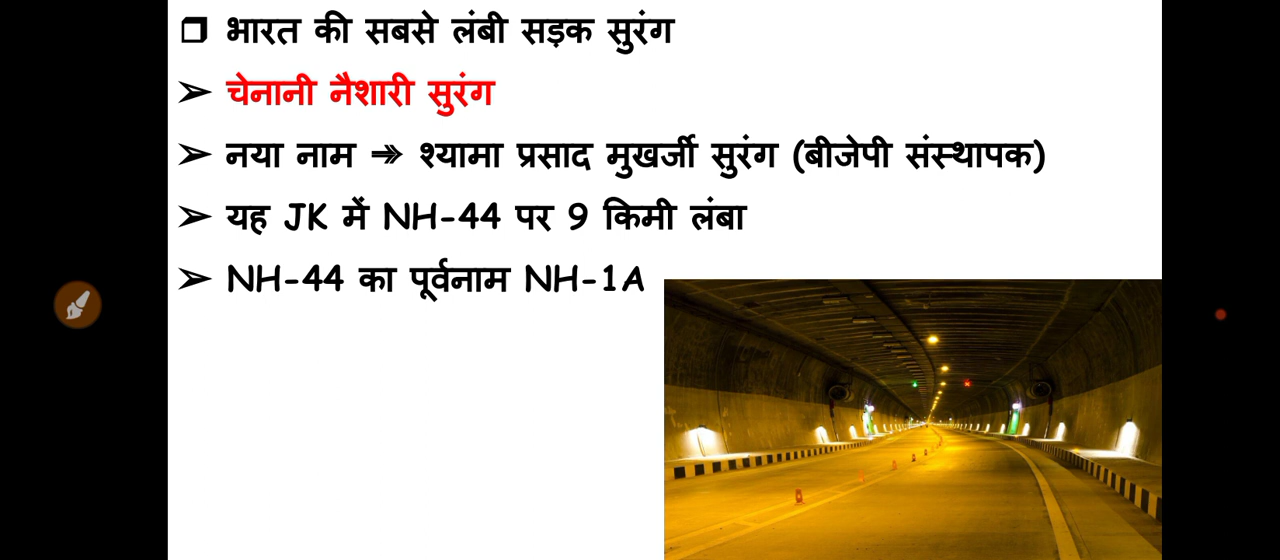 ❒ भारत की सबसे लंबी सड़क सुरंग
➢ चेनानी नैशारी सुरंग
➢ नया नाम ➾ श्यामा प्रसाद मुखर्जी सुरंग (बीजेपी संस्थापक)
➢ यह JK में NH-44 पर 9 किमी लंबा
➢ NH-44 का पूर्वनाम NH-1A